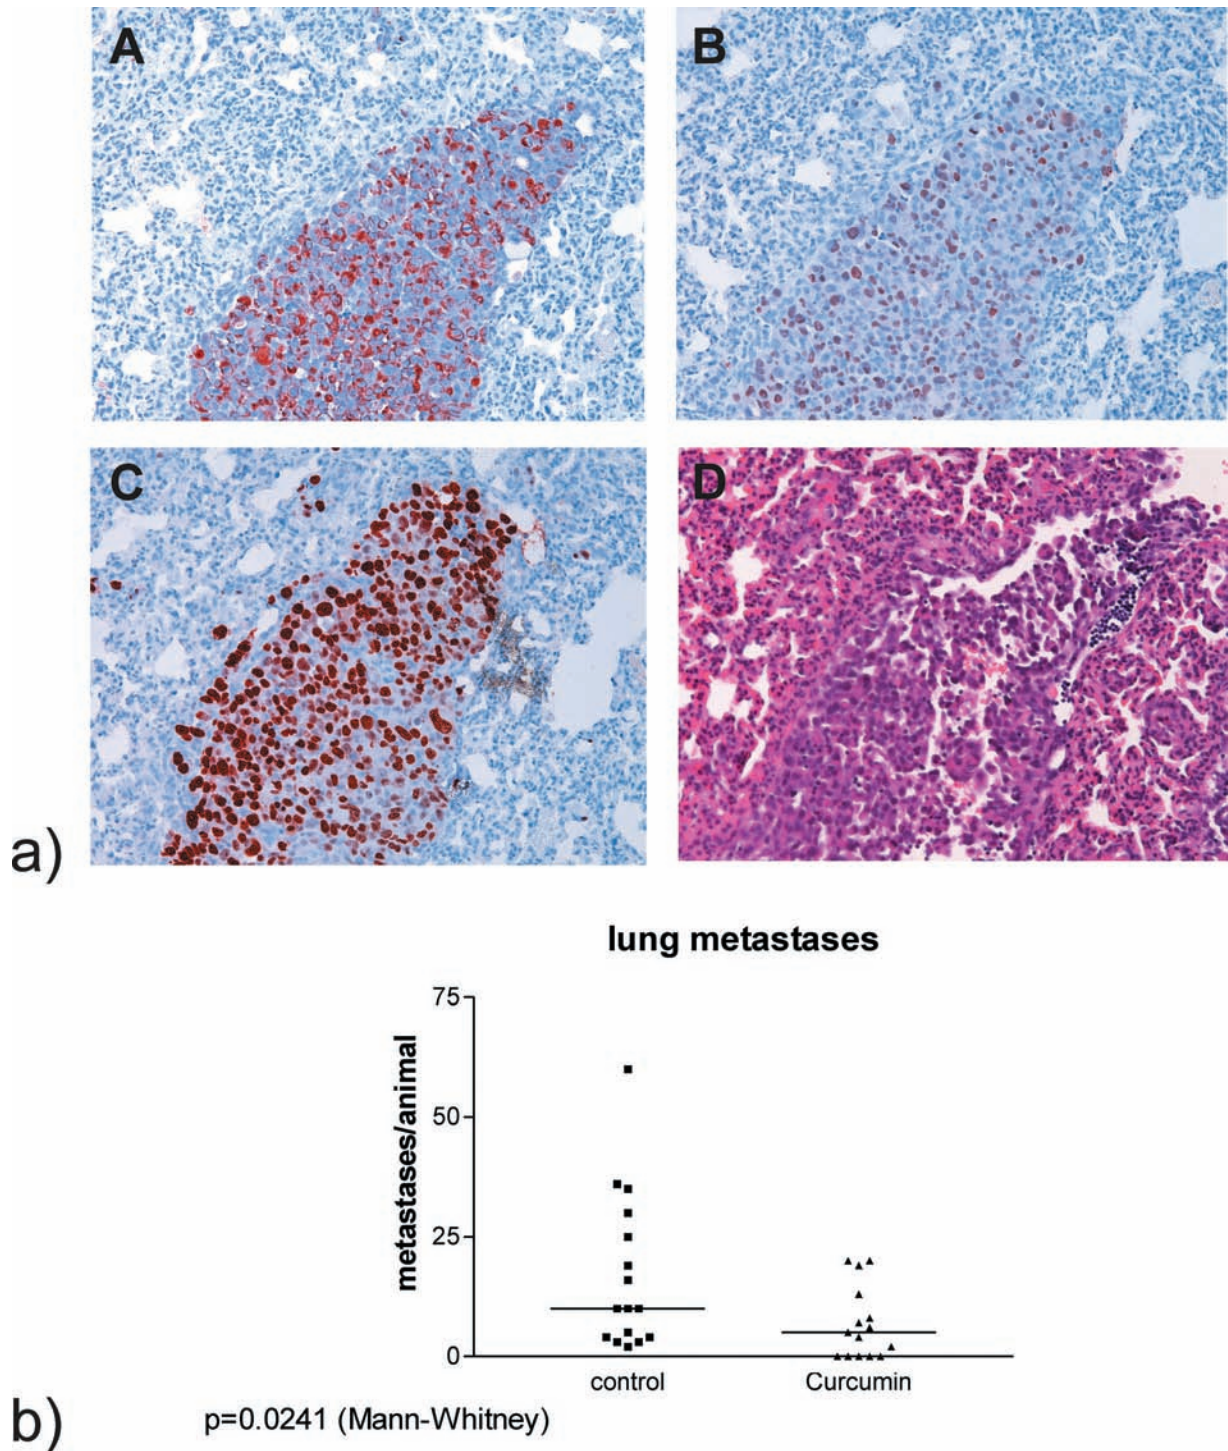 A
B
C
D
a)
lung metastases
75
50
25
0
metastases/animal
control
Curcumin
b)
p=0.0241 (Mann-Whitney)